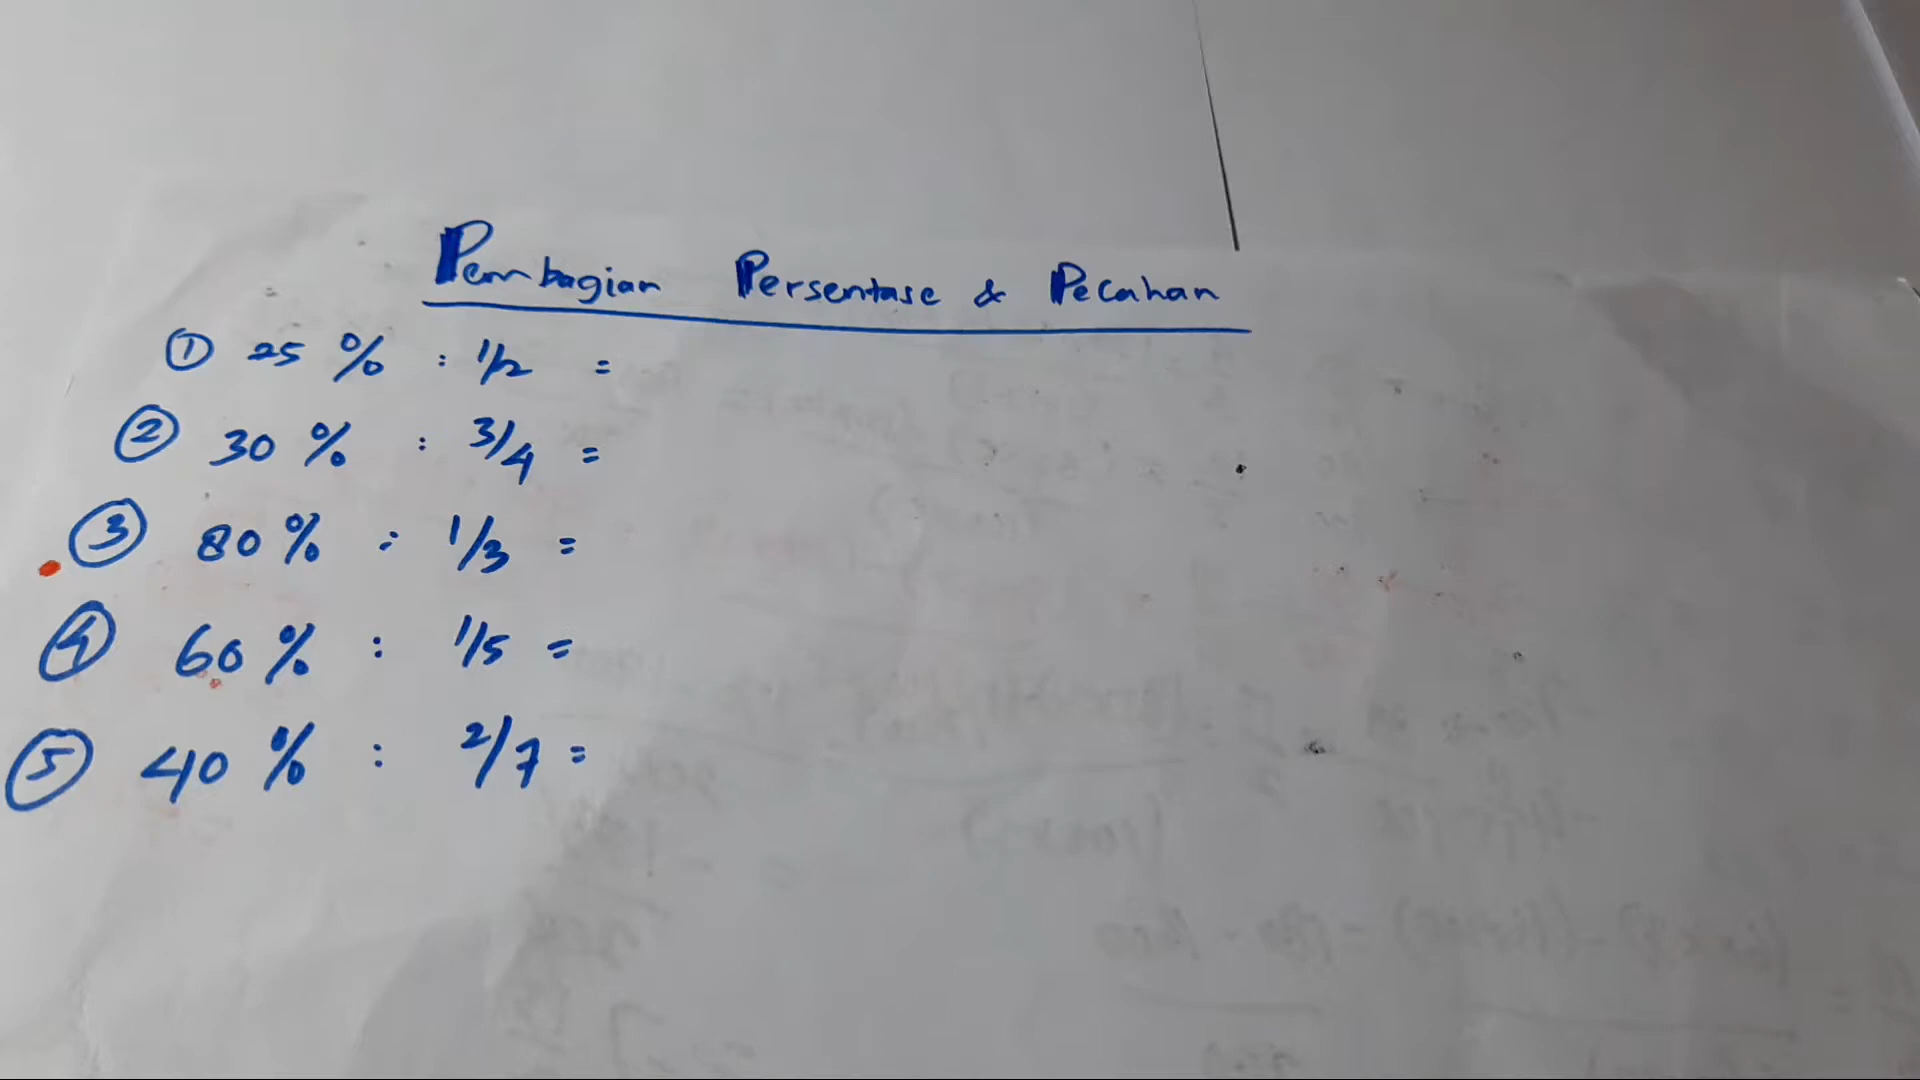 Pembagian Persentase & Pecahan
① 25 % : 1/2 =
② 30 % : 3/4 =
③ 80 % : 1/3 =
④ 60 % : 1/5 =
⑤ 40 % : 2/7 =